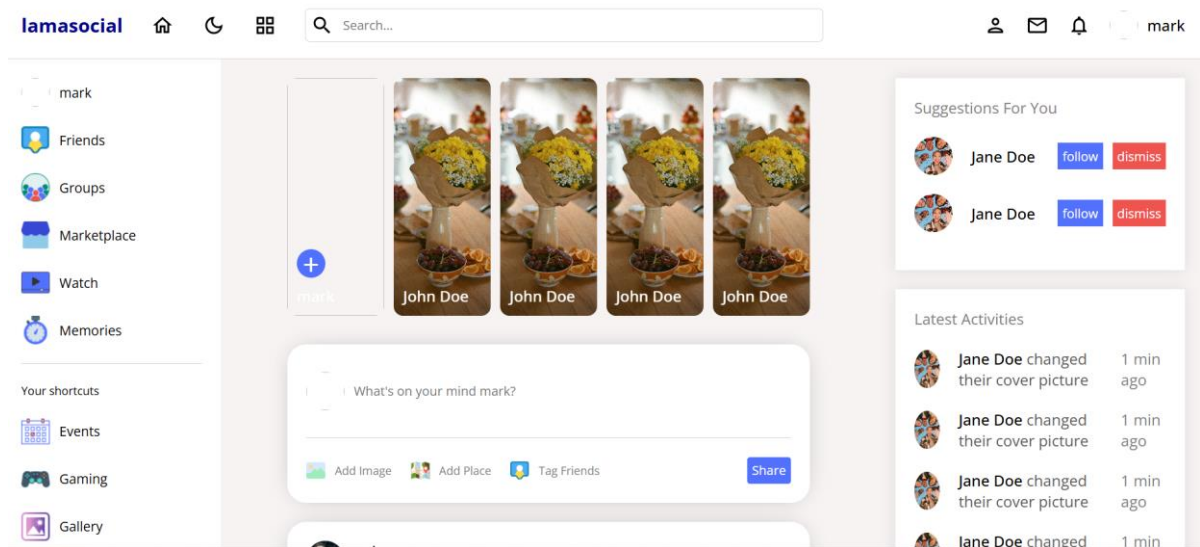 lamasocial
Search...
mark
mark
Friends
Groups
Marketplace
Watch
Memories
Your shortcuts
Events
Gaming
Gallery
mark
John Doe
John Doe
John Doe
John Doe
What's on your mind mark?
Add Image
Add Place
Tag Friends
Share
Suggestions For You
Jane Doe follow dismiss
Jane Doe follow dismiss
Latest Activities
Jane Doe changed 1 min
their cover picture ago
Jane Doe changed 1 min
their cover picture ago
Jane Doe changed 1 min
their cover picture ago
Jane Doe changed 1 min